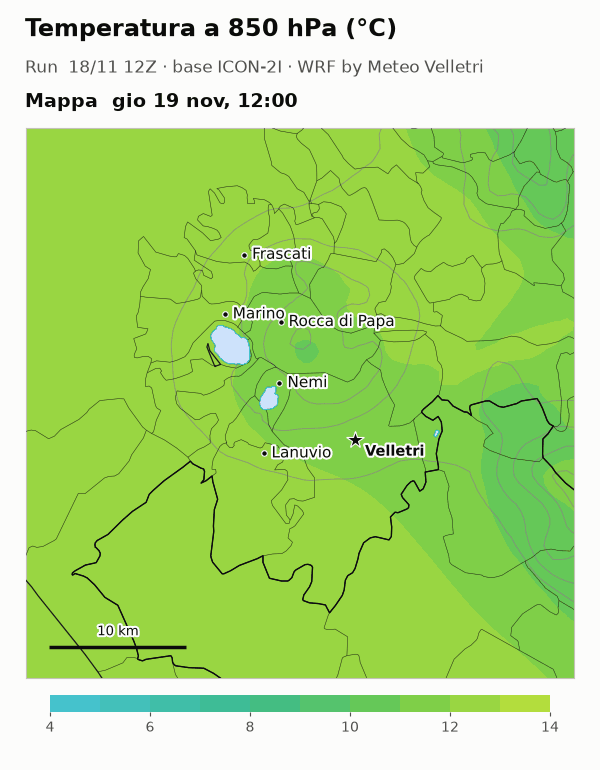 Temperatura a 850 hPa (°C)
Run  18/11 12Z · base ICON-2I · WRF by Meteo Velletri
Mappa  gio 19 nov, 12:00
Frascati
Marino
Rocca di Papa
Nemi
Velletri
Lanuvio
10 km
4 6 8 10 12 14